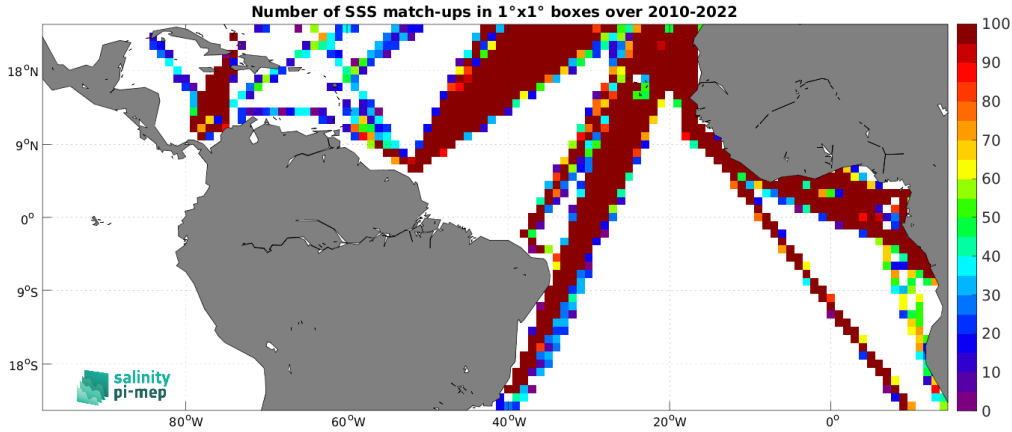 Number of SSS match-ups in 1°x1° boxes over 2010-2022
100
90
80
70
60
50
40
30
20
10
0
18°N
9°N
0°
9°S
18°S
80°W
60°W
40°W
20°W
0°
salinity
pi-mep